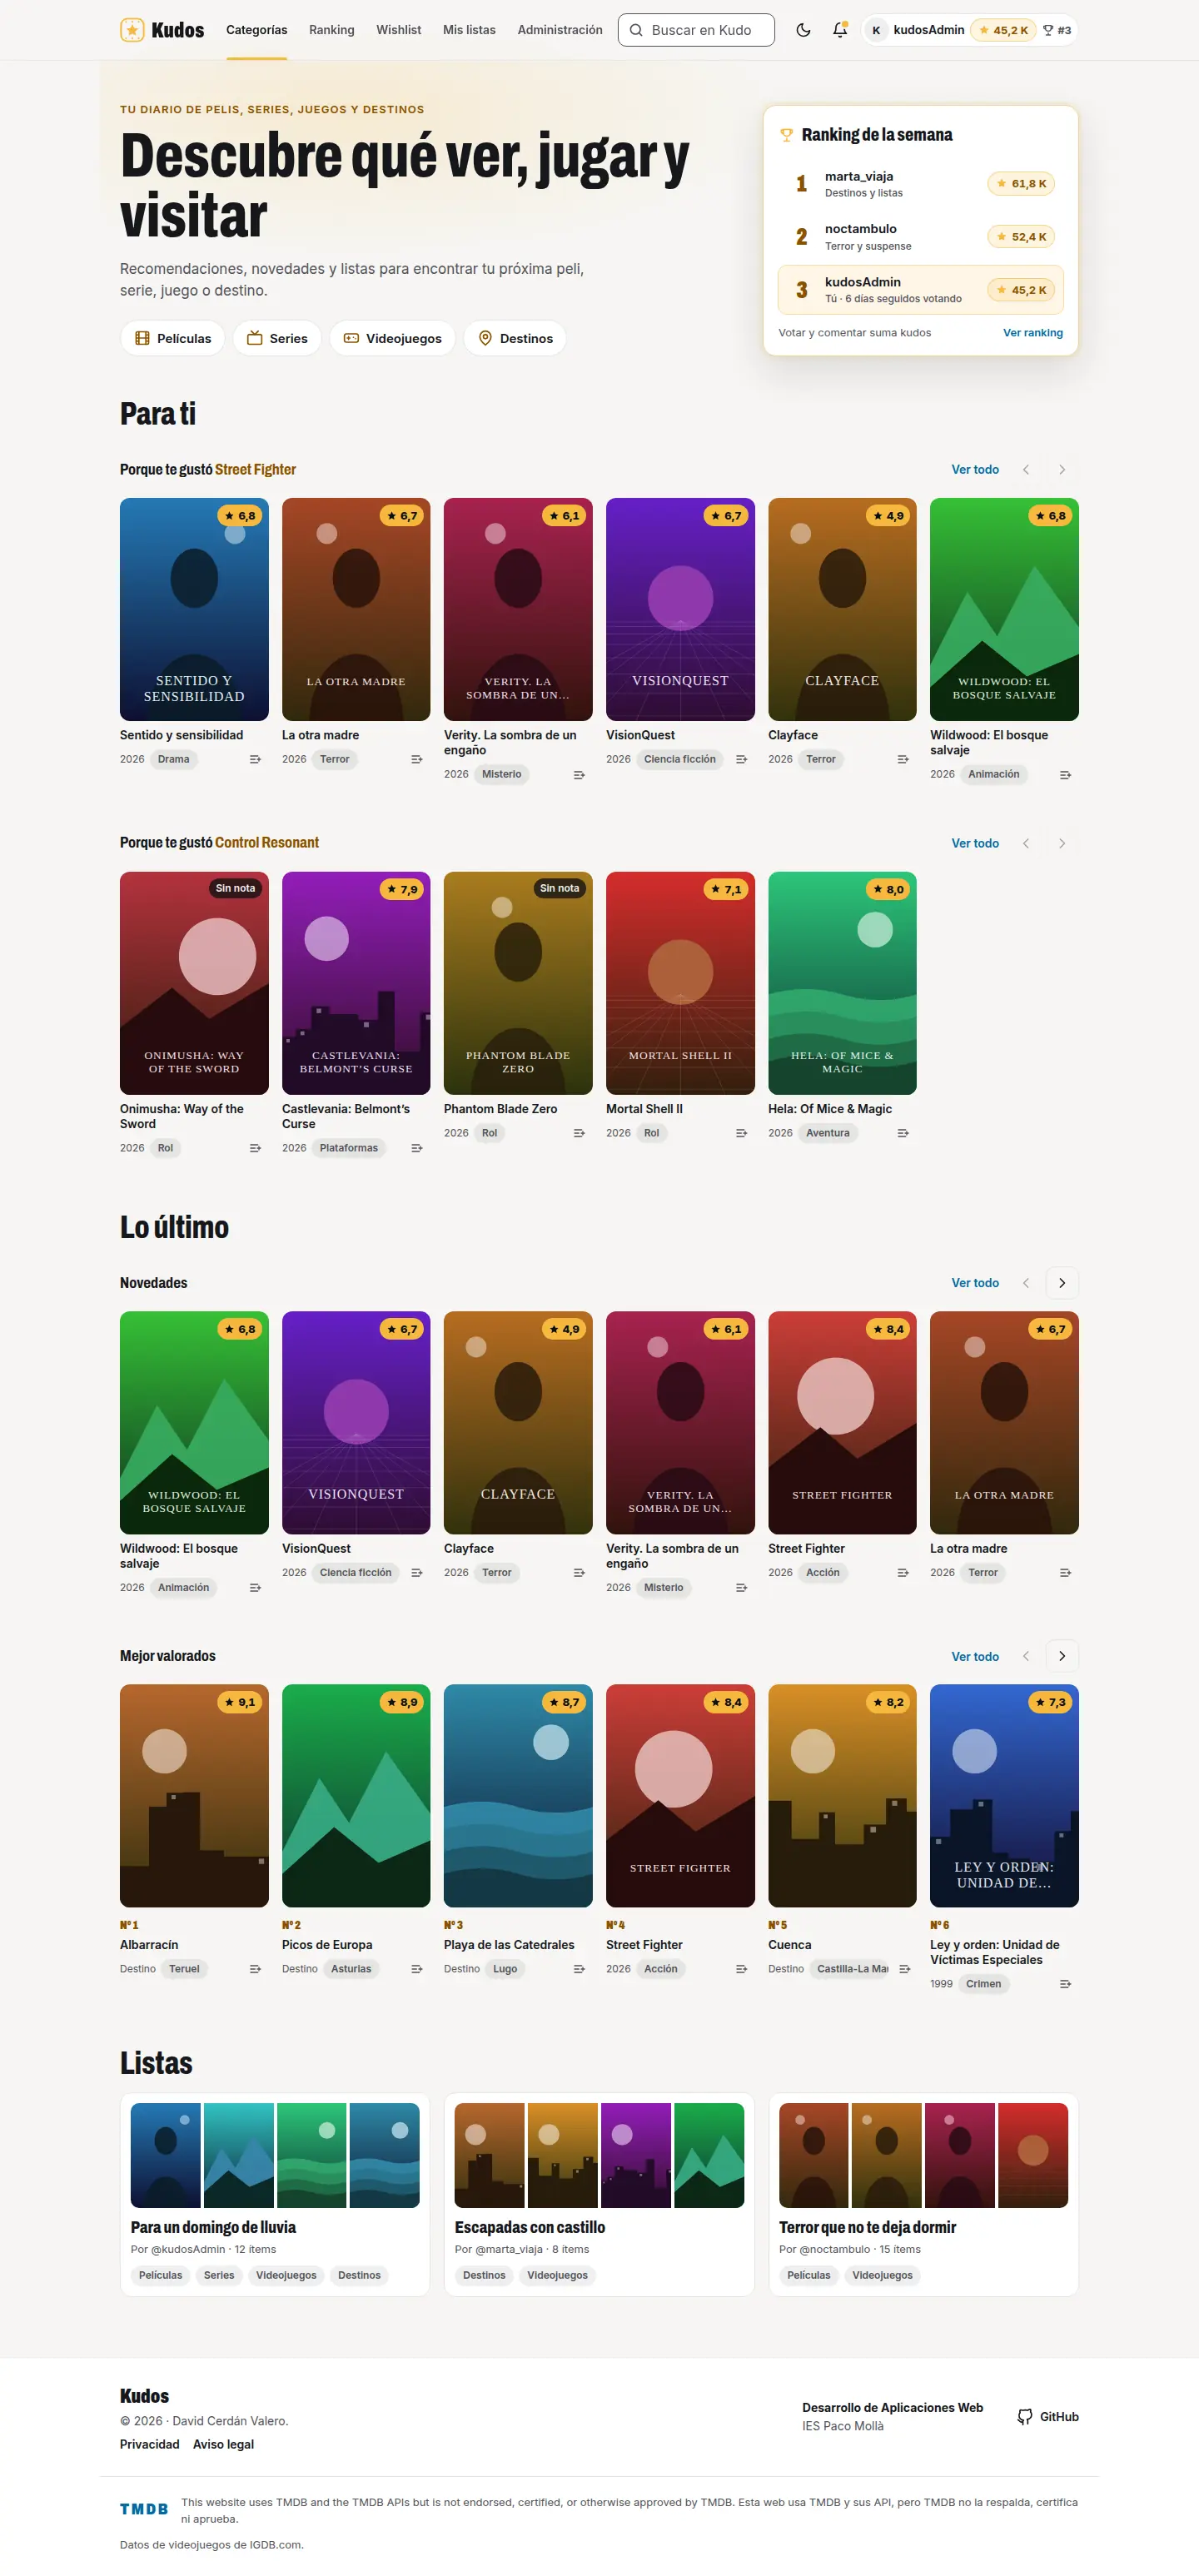 Kudos
Categorías
Ranking
Wishlist
Mis listas
Administración
Buscar en Kudo
K
kudosAdmin
45,2 K
#3
TU DIARIO DE PELIS, SERIES, JUEGOS Y DESTINOS
Descubre qué ver, jugar y
visitar
Recomendaciones, novedades y listas para encontrar tu próxima peli,
serie, juego o destino.
Películas
Series
Videojuegos
Destinos
Ranking de la semana
1
marta_viaja
Destinos y listas
61,8 K
2
noctambulo
Terror y suspense
52,4 K
3
kudosAdmin
Tú · 6 días seguidos votando
45,2 K
Votar y comentar suma kudos
Ver ranking
Para ti
Porque te gustó Street Fighter
Ver todo
6,8
SENTIDO Y
SENSIBILIDAD
Sentido y sensibilidad
2026 Drama
6,7
LA OTRA MADRE
La otra madre
2026 Terror
6,1
VERITY. LA
SOMBRA DE UN...
Verity. La sombra de un
engaño
2026 Misterio
6,7
VISIONQUEST
VisionQuest
2026 Ciencia ficción
4,9
CLAYFACE
Clayface
2026 Terror
6,8
WILDWOOD: EL
BOSQUE SALVAJE
Wildwood: El bosque
salvaje
2026 Animación
Porque te gustó Control Resonant
Ver todo
Sin nota
ONIMUSHA: WAY
OF THE SWORD
Onimusha: Way of the
Sword
2026 Rol
7,9
CASTLEVANIA:
BELMONT'S CURSE
Castlevania: Belmont's
Curse
2026 Plataformas
Sin nota
PHANTOM BLADE
ZERO
Phantom Blade Zero
2026 Rol
7,1
MORTAL SHELL II
Mortal Shell II
2026 Rol
8,0
HELA: OF MICE &
MAGIC
Hela: Of Mice & Magic
2026 Aventura
Lo último
Novedades
Ver todo
6,8
WILDWOOD: EL
BOSQUE SALVAJE
Wildwood: El bosque
salvaje
2026 Animación
6,7
VISIONQUEST
VisionQuest
2026 Ciencia ficción
4,9
CLAYFACE
Clayface
2026 Terror
6,1
VERITY. LA
SOMBRA DE UN...
Verity. La sombra de un
engaño
2026 Misterio
8,4
STREET FIGHTER
Street Fighter
2026 Acción
6,7
LA OTRA MADRE
La otra madre
2026 Terror
Mejor valorados
Ver todo
9,1
Nº 1
Albarracín
Destino Teruel
8,9
Nº 2
Picos de Europa
Destino Asturias
8,7
Nº 3
Playa de las Catedrales
Destino Lugo
8,4
STREET FIGHTER
Nº 4
Street Fighter
2026 Acción
8,2
Nº 5
Cuenca
Destino Castilla-La
7,3
LEY Y ORDEN:
UNIDAD DE...
Nº 6
Ley y orden: Unidad de
Víctimas Especiales
1999 Crimen
Listas
Para un domingo de lluvia
Por @kudosAdmin · 12 ítems
Películas
Series
Videojuegos
Destinos
Escapadas con castillo
Por @marta_viaja · 8 ítems
Destinos
Videojuegos
Terror que no te deja dormir
Por @noctambulo · 15 ítems
Películas
Videojuegos
Kudos
© 2026 · David Cerdán Valero.
Privacidad
Aviso legal
Desarrollo de Aplicaciones Web
IES Paco Mollà
GitHub
TMDB
This website uses TMDB and the TMDB APIs but is not endorsed, certified, or otherwise approved by TMDB. Esta web usa TMDB y sus API, pero TMDB no la respalda, certifica
ni aprueba.
Datos de videojuegos de IGDB.com.